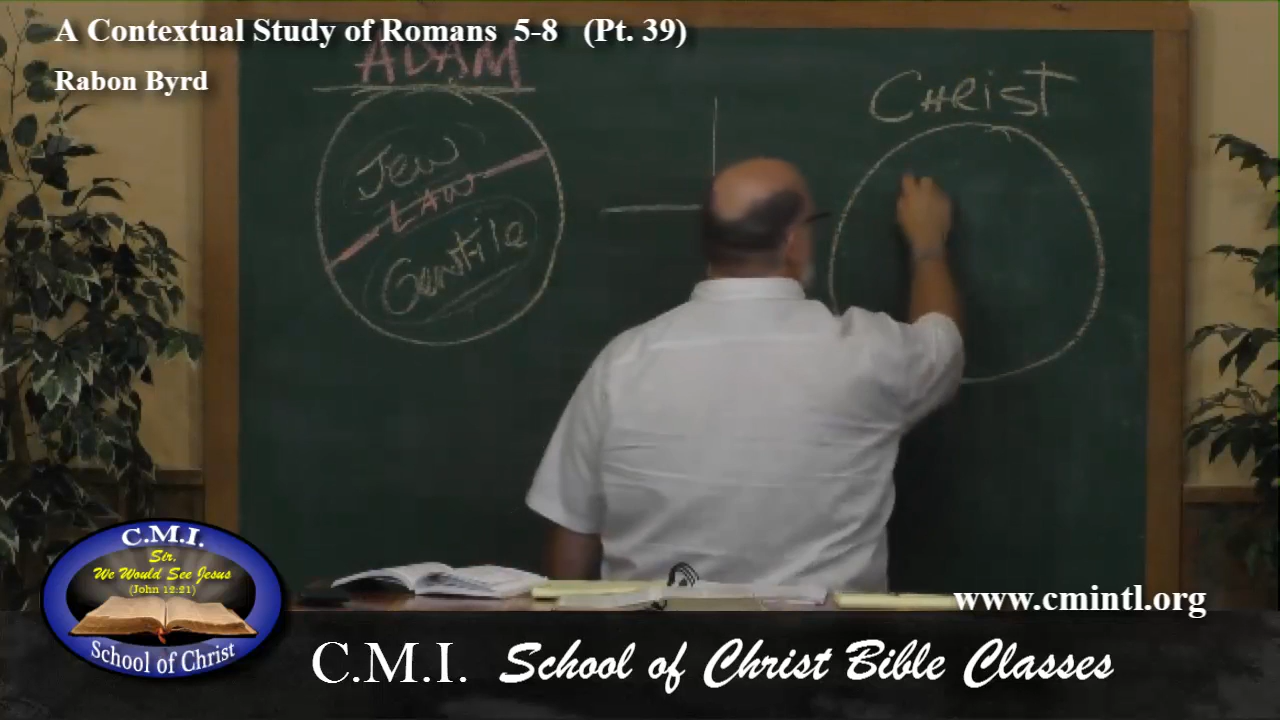 A Contextual Study of Romans 5-8 (Pt. 39)
Rabon Byrd
ADAM
CHRiST
Jew
LAW
Gentile
C.M.I.
Sir,
We Would See Jesus
(John 12:21)
School of Christ
www.cmintl.org
C.M.I. School of Christ Bible Classes